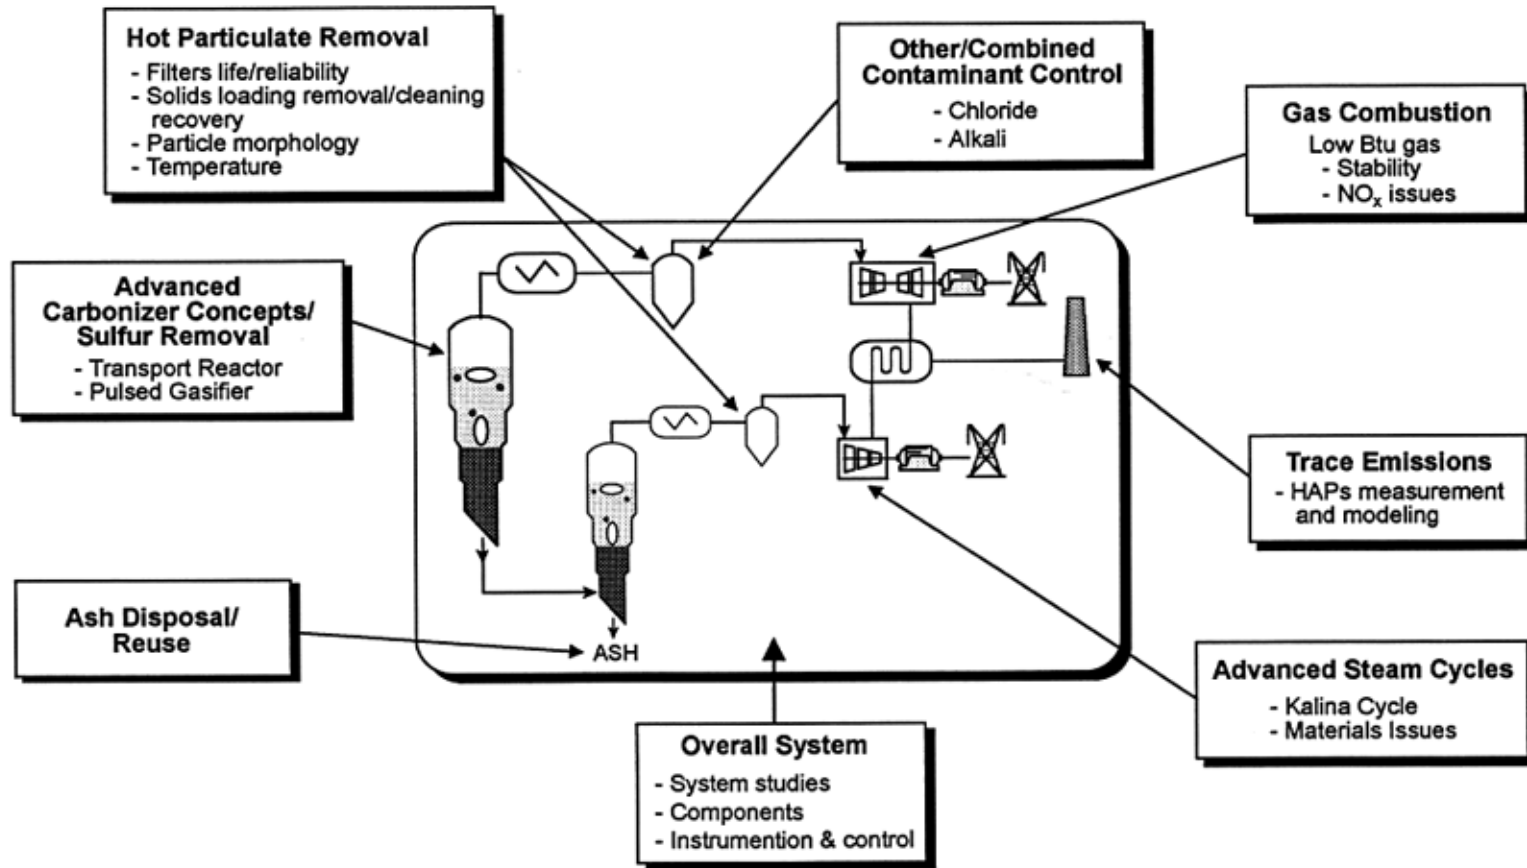 Hot Particulate Removal
- Filters life/reliability
- Solids loading removal/cleaning
recovery
- Particle morphology
- Temperature
Other/Combined
Contaminant Control
- Chloride
- Alkali
Gas Combustion
Low Btu gas
- Stability
- NOx issues
Advanced
Carbonizer Concepts/
Sulfur Removal
- Transport Reactor
- Pulsed Gasifier
Trace Emissions
- HAPs measurement
and modeling
Ash Disposal/
Reuse
ASH
Advanced Steam Cycles
- Kalina Cycle
- Materials Issues
Overall System
- System studies
- Components
- Instrumention & control